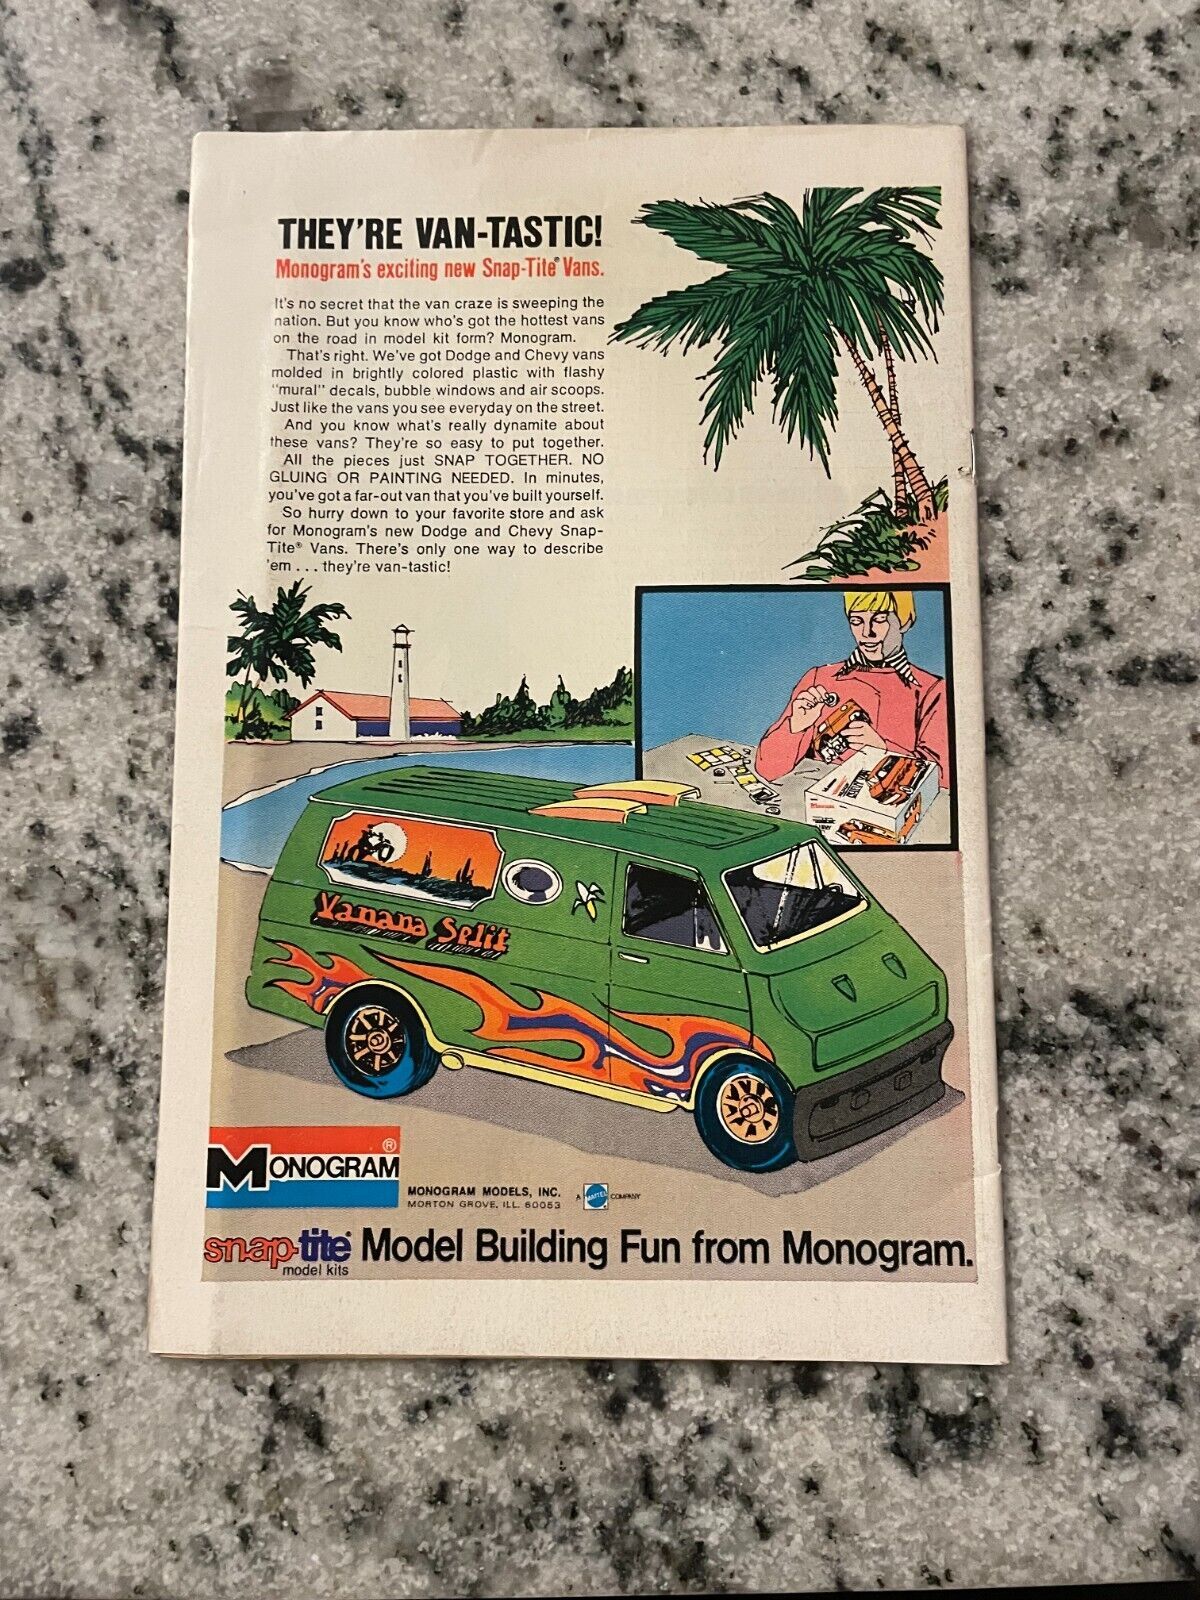 THEY'RE VAN-TASTIC!
Monogram's exciting new Snap-Tite® Vans.
It's no secret that the van craze is sweeping the
nation. But you know who's got the hottest vans
on the road in model kit form? Monogram.
That's right. We've got Dodge and Chevy vans
molded in brightly colored plastic with flashy
"mural" decals, bubble windows and air scoops.
Just like the vans you see everyday on the street.
And you know what's really dynamite about
these vans? They're so easy to put together.
All the pieces just SNAP TOGETHER. NO
GLUING OR PAINTING NEEDED. In minutes,
you've got a far-out van that you've built yourself.
So hurry down to your favorite store and ask
for Monogram's new Dodge and Chevy Snap-
Tite® Vans. There's only one way to describe
'em . . . they're van-tastic!
Vanana Split
MONOGRAM ®
MONOGRAM MODELS, INC.
MORTON GROVE, ILL. 60053
A MATTEL COMPANY
snap-tite® Model Building Fun from Monogram.
model kits